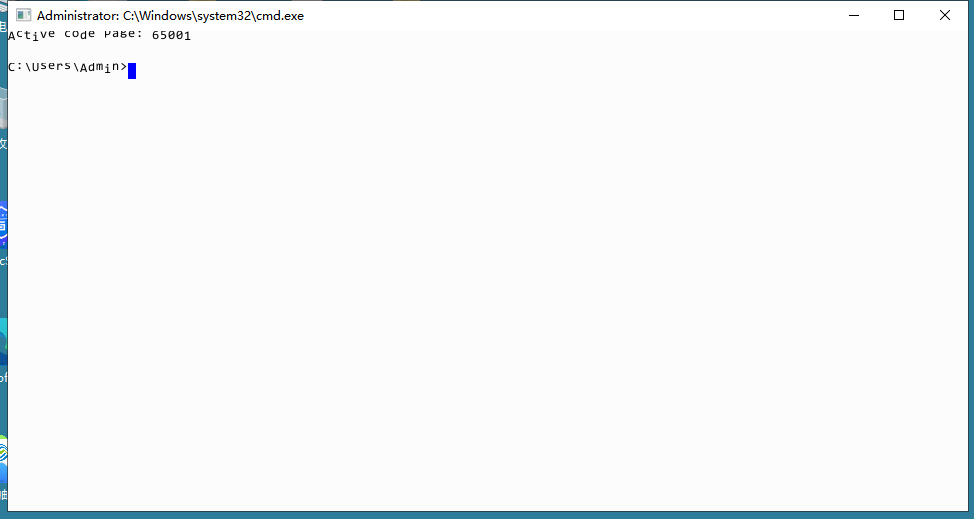 Administrator: C:\Windows\system32\cmd.exe
Active code page: 65001
C:\Users\Admin>